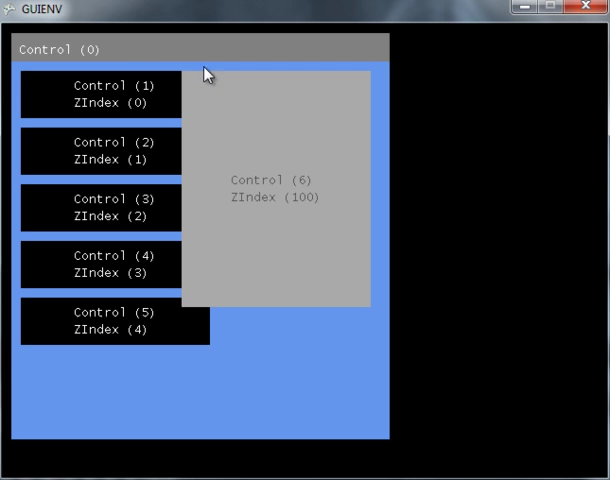 GUIENV
Control (0)
Control (1)
ZIndex (0)
Control (2)
ZIndex (1)
Control (3)
ZIndex (2)
Control (4)
ZIndex (3)
Control (5)
ZIndex (4)
Control (6)
ZIndex (100)